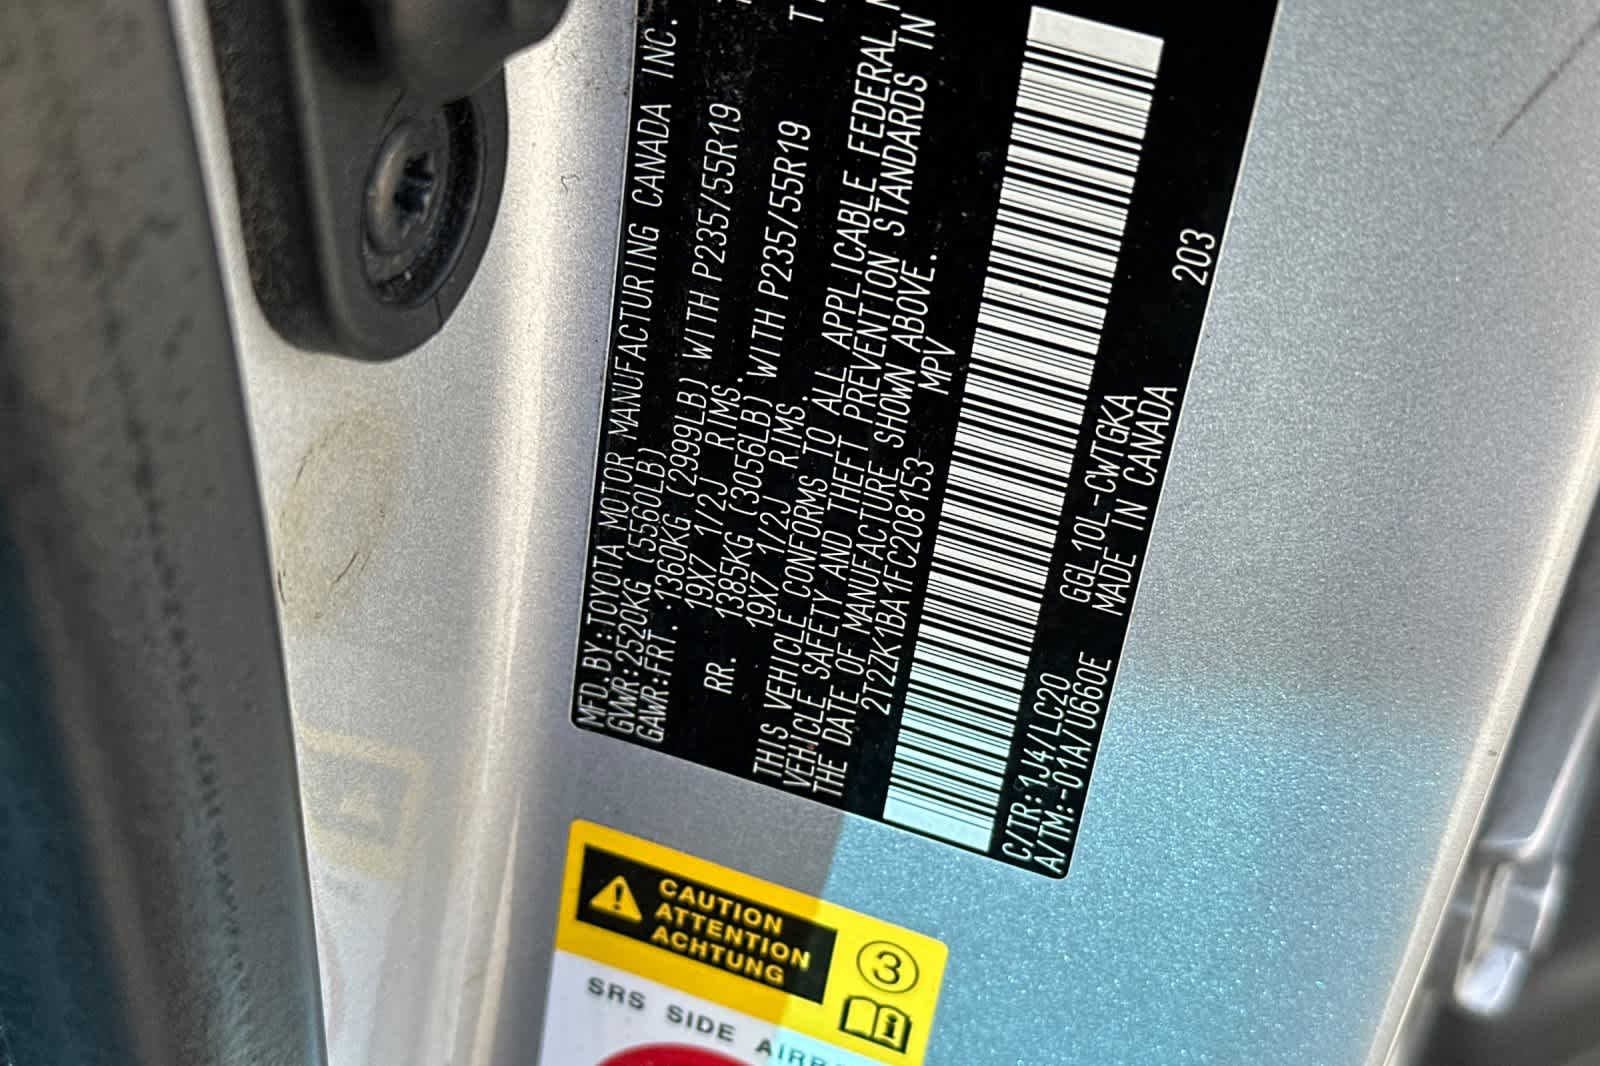 MFD.BY:TOYOTA MOTOR MANUFACTURING CANADA INC.
GVWR:2520KG (5560LB)
GAWR:FRT.:1360KG (2999LB) WITH P235/55R19
19X7 1/2J RIMS.
RR. 1385KG (3056LB) WITH P235/55R19
19X7 1/2J RIMS.
THIS VEHICLE CONFORMS TO ALL APPLICABLE FEDERAL
VEHICLE SAFETY AND THEFT PREVENTION STANDARDS IN
THE DATE OF MANUFACTURE SHOWN ABOVE.
2T2ZK1BA1FC208153 MPV
C/TR:1J4/LC20 GGL10L-CWTGKA 203
A/TM:-01A/U660E MADE IN CANADA
CAUTION
ATTENTION
ACHTUNG
3
SRS SIDE